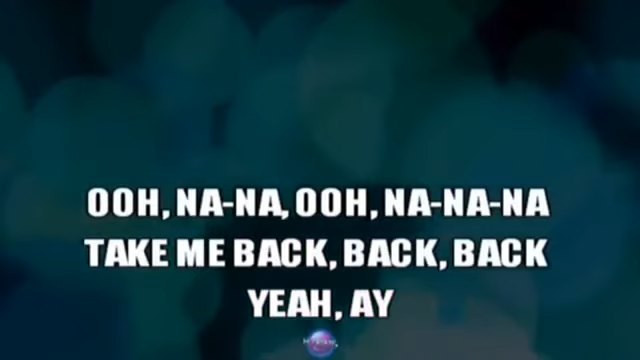 OOH, NA-NA, OOH, NA-NA-NA
TAKE ME BACK, BACK, BACK
YEAH, AY